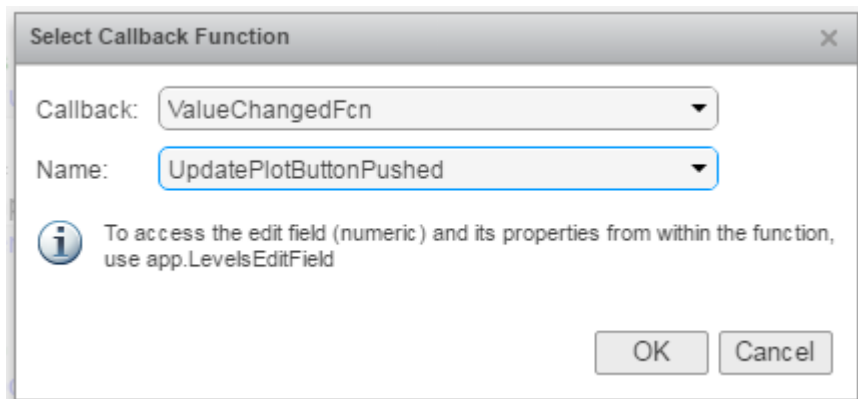 Select Callback Function
Callback: ValueChangedFcn
Name: UpdatePlotButtonPushed
To access the edit field (numeric) and its properties from within the function,
use app.LevelsEditField
OK Cancel